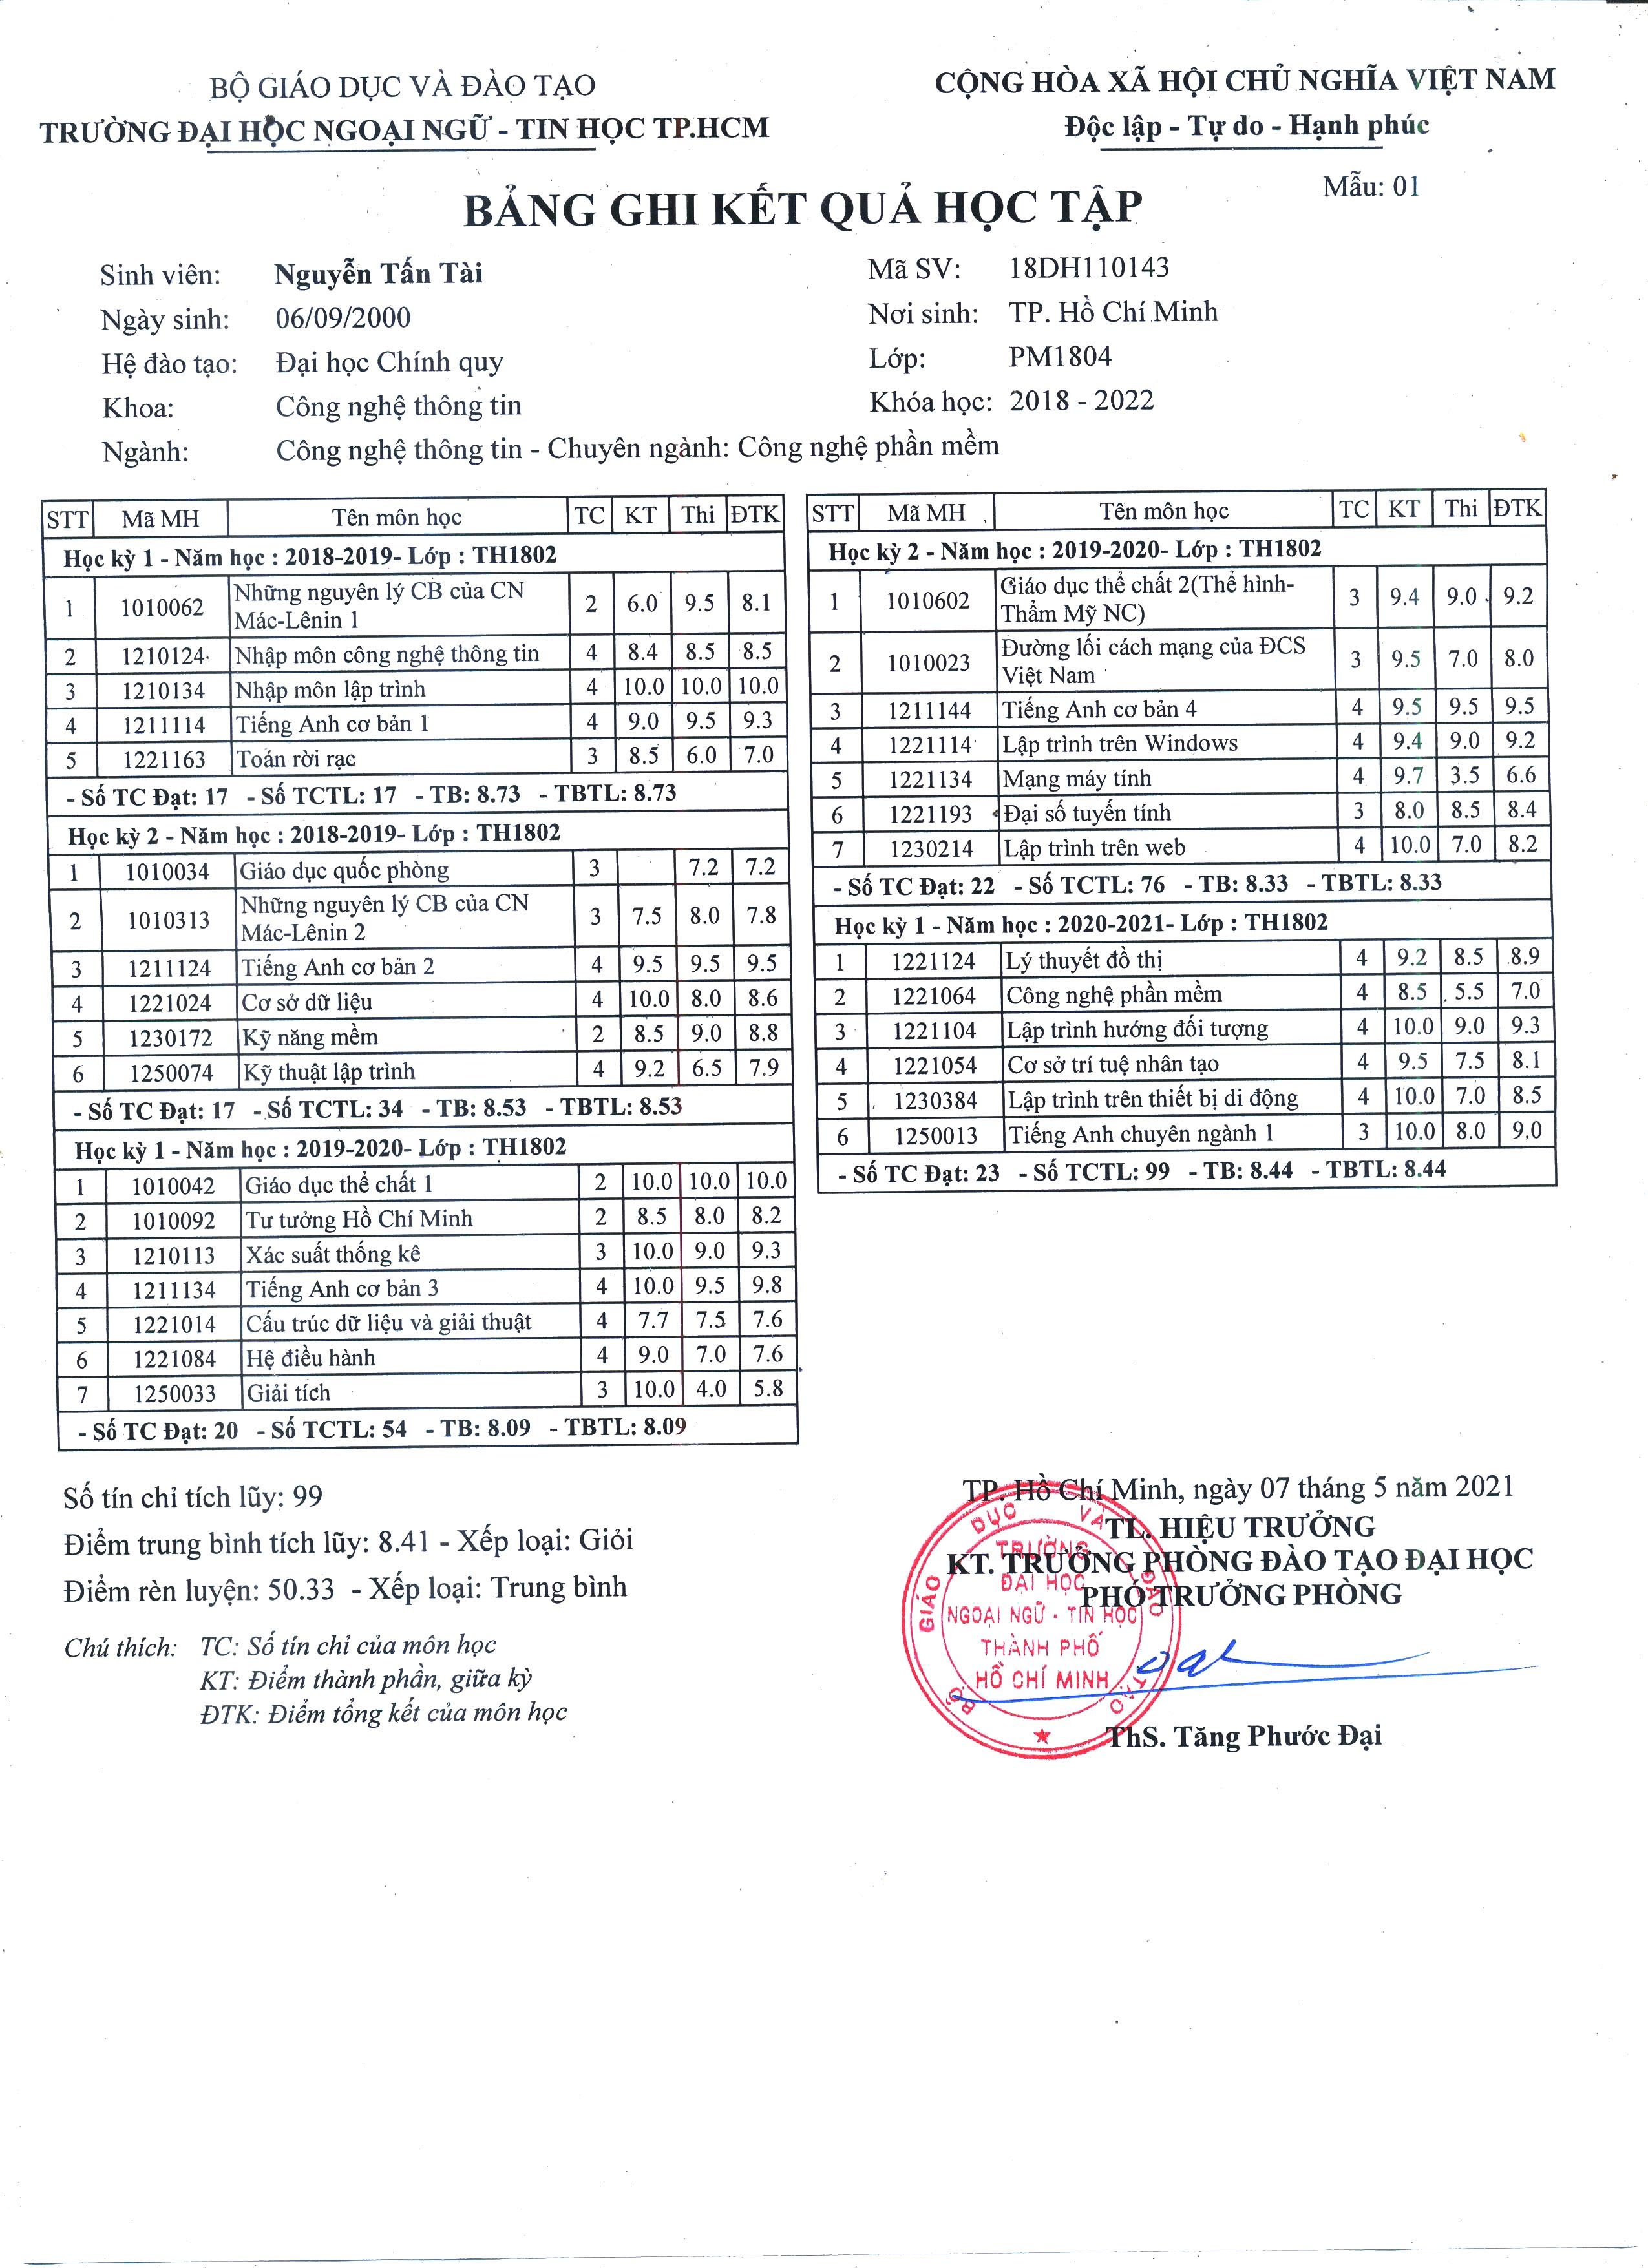 BỘ GIÁO DỤC VÀ ĐÀO TẠO
TRƯỜNG ĐẠI HỌC NGOẠI NGỮ - TIN HỌC TP.HCM
CỘNG HÒA XÃ HỘI CHỦ NGHĨA VIỆT NAM
Độc lập - Tự do - Hạnh phúc
Mẫu: 01
BẢNG GHI KẾT QUẢ HỌC TẬP
Sinh viên: Nguyễn Tấn Tài
Mã SV: 18DH110143
Ngày sinh: 06/09/2000
Nơi sinh: TP. Hồ Chí Minh
Hệ đào tạo: Đại học Chính quy
Lớp: PM1804
Khoa: Công nghệ thông tin
Khóa học: 2018 - 2022
Ngành: Công nghệ thông tin - Chuyên ngành: Công nghệ phần mềm
STT Mã MH Tên môn học TC KT Thi ĐTK
Học kỳ 1 - Năm học : 2018-2019- Lớp : TH1802
1 1010062 Những nguyên lý CB của CN
Mác-Lênin 1 2 6.0 9.5 8.1
2 1210124 Nhập môn công nghệ thông tin 4 8.4 8.5 8.5
3 1210134 Nhập môn lập trình 4 10.0 10.0 10.0
4 1211114 Tiếng Anh cơ bản 1 4 9.0 9.5 9.3
5 1221163 Toán rời rạc 3 8.5 6.0 7.0
- Số TC Đạt: 17 - Số TCTL: 17 - TB: 8.73 - TBTL: 8.73
Học kỳ 2 - Năm học : 2018-2019- Lớp : TH1802
1 1010034 Giáo dục quốc phòng 3 7.2 7.2
2 1010313 Những nguyên lý CB của CN
Mác-Lênin 2 3 7.5 8.0 7.8
3 1211124 Tiếng Anh cơ bản 2 4 9.5 9.5 9.5
4 1221024 Cơ sở dữ liệu 4 10.0 8.0 8.6
5 1230172 Kỹ năng mềm 2 8.5 9.0 8.8
6 1250074 Kỹ thuật lập trình 4 9.2 6.5 7.9
- Số TC Đạt: 17 - Số TCTL: 34 - TB: 8.53 - TBTL: 8.53
Học kỳ 1 - Năm học : 2019-2020- Lớp : TH1802
1 1010042 Giáo dục thể chất 1 2 10.0 10.0 10.0
2 1010092 Tư tưởng Hồ Chí Minh 2 8.5 8.0 8.2
3 1210113 Xác suất thống kê 3 10.0 9.0 9.3
4 1211134 Tiếng Anh cơ bản 3 4 10.0 9.5 9.8
5 1221014 Cấu trúc dữ liệu và giải thuật 4 7.7 7.5 7.6
6 1221084 Hệ điều hành 4 9.0 7.0 7.6
7 1250033 Giải tích 3 10.0 4.0 5.8
- Số TC Đạt: 20 - Số TCTL: 54 - TB: 8.09 - TBTL: 8.09
STT Mã MH Tên môn học TC KT Thi ĐTK
Học kỳ 2 - Năm học : 2019-2020- Lớp : TH1802
1 1010602 Giáo dục thể chất 2(Thể hình-
Thẩm Mỹ NC) 3 9.4 9.0 9.2
2 1010023 Đường lối cách mạng của ĐCS
Việt Nam 3 9.5 7.0 8.0
3 1211144 Tiếng Anh cơ bản 4 4 9.5 9.5 9.5
4 1221114 Lập trình trên Windows 4 9.4 9.0 9.2
5 1221134 Mạng máy tính 4 9.7 3.5 6.6
6 1221193 Đại số tuyến tính 3 8.0 8.5 8.4
7 1230214 Lập trình trên web 4 10.0 7.0 8.2
- Số TC Đạt: 22 - Số TCTL: 76 - TB: 8.33 - TBTL: 8.33
Học kỳ 1 - Năm học : 2020-2021- Lớp : TH1802
1 1221124 Lý thuyết đồ thị 4 9.2 8.5 8.9
2 1221064 Công nghệ phần mềm 4 8.5 5.5 7.0
3 1221104 Lập trình hướng đối tượng 4 10.0 9.0 9.3
4 1221054 Cơ sở trí tuệ nhân tạo 4 9.5 7.5 8.1
5 1230384 Lập trình trên thiết bị di động 4 10.0 7.0 8.5
6 1250013 Tiếng Anh chuyên ngành 1 3 10.0 8.0 9.0
- Số TC Đạt: 23 - Số TCTL: 99 - TB: 8.44 - TBTL: 8.44
Số tín chỉ tích lũy: 99
Điểm trung bình tích lũy: 8.41 - Xếp loại: Giỏi
Điểm rèn luyện: 50.33 - Xếp loại: Trung bình
Chú thích: TC: Số tín chỉ của môn học
KT: Điểm thành phần, giữa kỳ
ĐTK: Điểm tổng kết của môn học
TP. Hồ Chí Minh, ngày 07 tháng 5 năm 2021
TL. HIỆU TRƯỞNG
KT. TRƯỞNG PHÒNG ĐÀO TẠO ĐẠI HỌC
PHÓ TRƯỞNG PHÒNG
BỘ GIÁO DỤC VÀ ĐÀO TẠO
TRƯỜNG
ĐẠI HỌC
NGOẠI NGỮ - TIN HỌC
THÀNH PHỐ
HỒ CHÍ MINH
ThS. Tăng Phước Đại